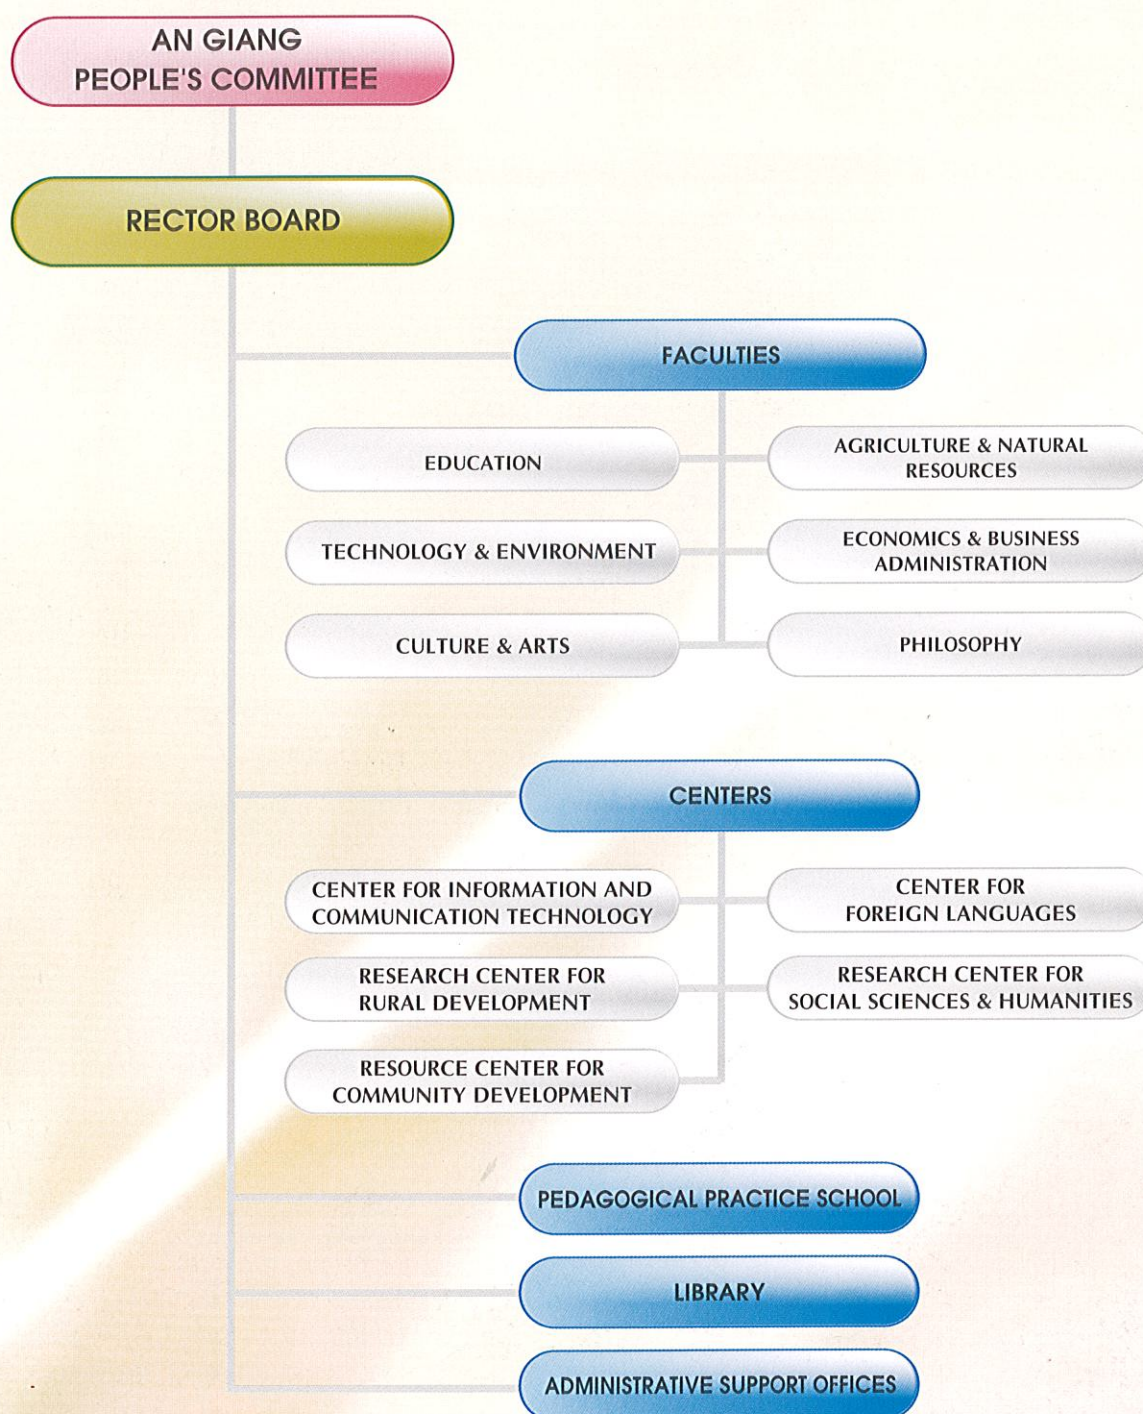 AN GIANG
PEOPLE'S COMMITTEE
RECTOR BOARD
FACULTIES
EDUCATION
AGRICULTURE & NATURAL
RESOURCES
TECHNOLOGY & ENVIRONMENT
ECONOMICS & BUSINESS
ADMINISTRATION
CULTURE & ARTS
PHILOSOPHY
CENTERS
CENTER FOR INFORMATION AND
COMMUNICATION TECHNOLOGY
CENTER FOR
FOREIGN LANGUAGES
RESEARCH CENTER FOR
RURAL DEVELOPMENT
RESEARCH CENTER FOR
SOCIAL SCIENCES & HUMANITIES
RESOURCE CENTER FOR
COMMUNITY DEVELOPMENT
PEDAGOGICAL PRACTICE SCHOOL
LIBRARY
ADMINISTRATIVE SUPPORT OFFICES